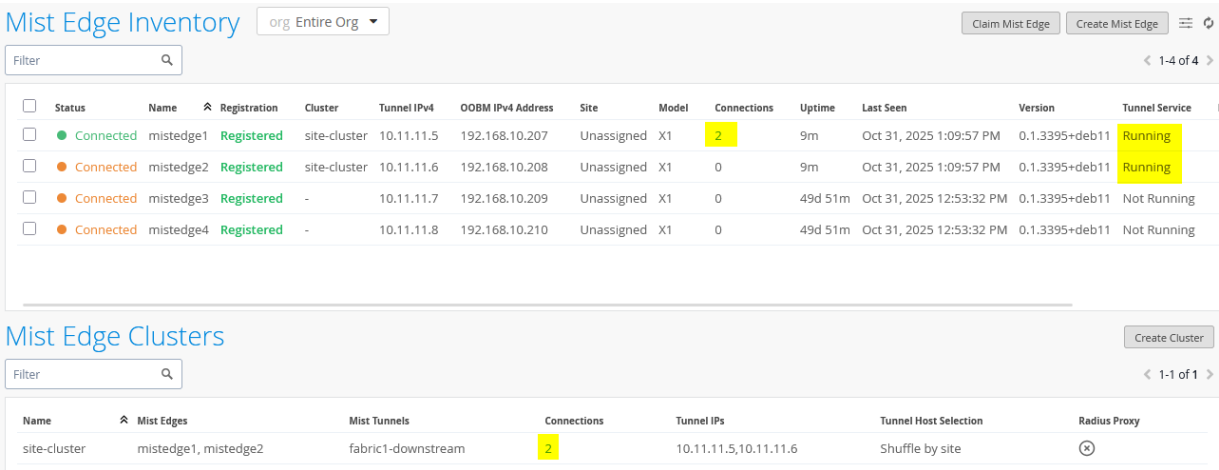 Mist Edge Inventory org Entire Org Claim Mist Edge Create Mist Edge
Filter 1-4 of 4
Status Name Registration Cluster Tunnel IPv4 OOBM IPv4 Address Site Model Connections Uptime Last Seen Version Tunnel Service
Connected mistedge1 Registered site-cluster 10.11.11.5 192.168.10.207 Unassigned X1 2 9m Oct 31, 2025 1:09:57 PM 0.1.3395+deb11 Running
Connected mistedge2 Registered site-cluster 10.11.11.6 192.168.10.208 Unassigned X1 0 9m Oct 31, 2025 1:09:57 PM 0.1.3395+deb11 Running
Connected mistedge3 Registered - 10.11.11.7 192.168.10.209 Unassigned X1 0 49d 51m Oct 31, 2025 12:53:32 PM 0.1.3395+deb11 Not Running
Connected mistedge4 Registered - 10.11.11.8 192.168.10.210 Unassigned X1 0 49d 51m Oct 31, 2025 12:53:32 PM 0.1.3395+deb11 Not Running
Mist Edge Clusters Create Cluster
Filter 1-1 of 1
Name Mist Edges Mist Tunnels Connections Tunnel IPs Tunnel Host Selection Radius Proxy
site-cluster mistedge1, mistedge2 fabric1-downstream 2 10.11.11.5,10.11.11.6 Shuffle by site